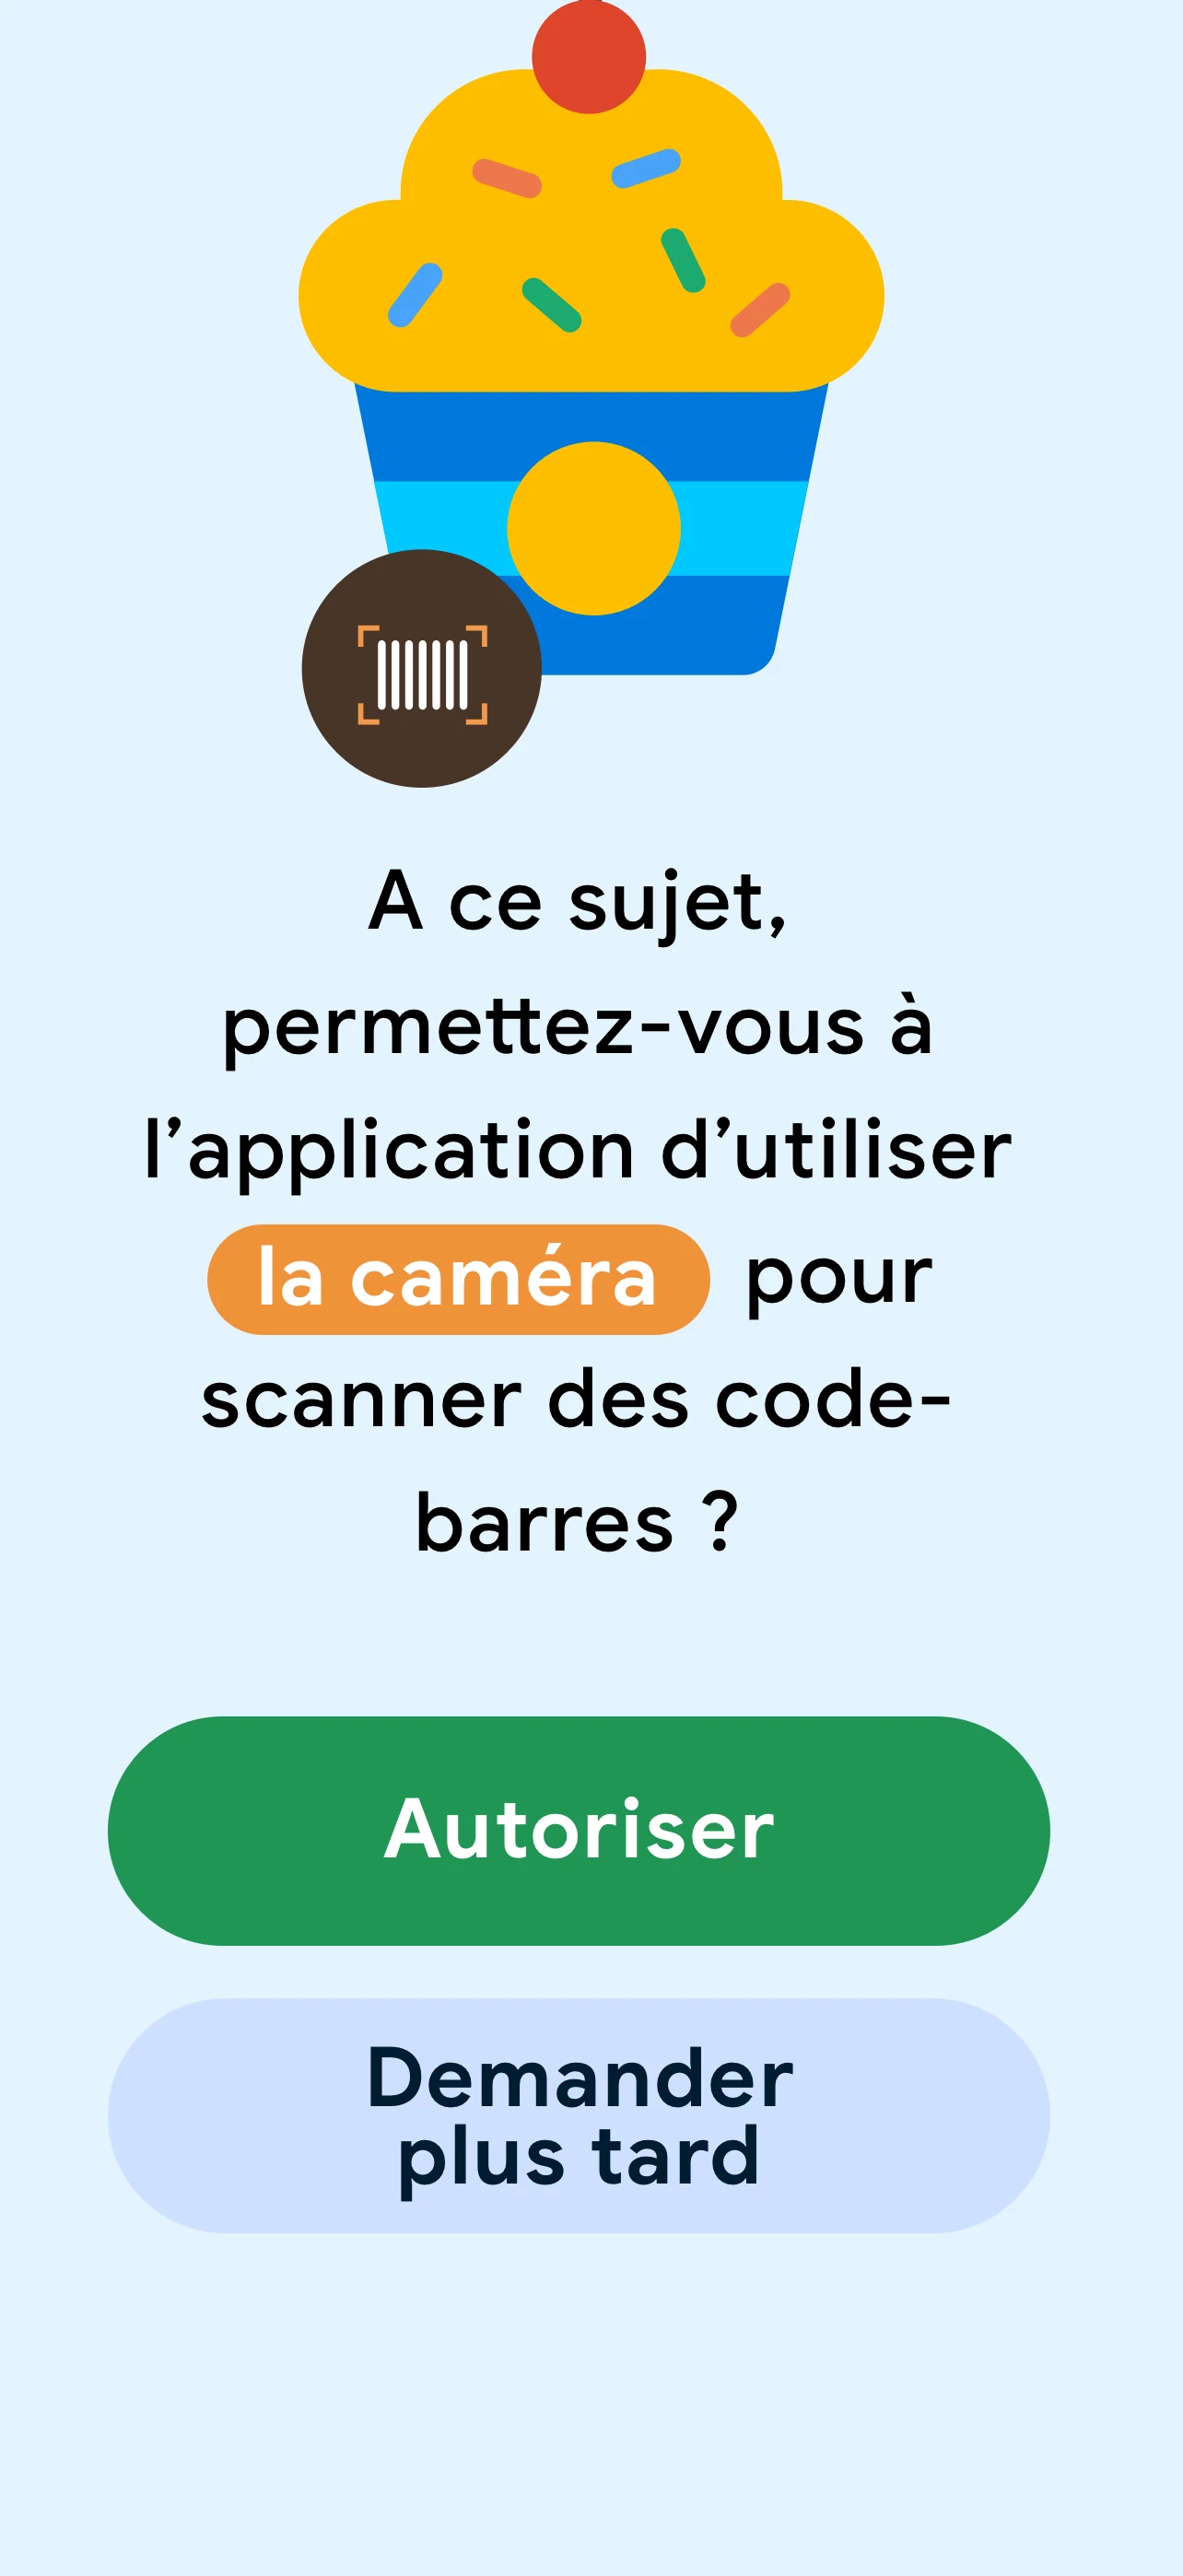 A ce sujet,
permettez-vous à
l’application d’utiliser
la caméra pour
scanner des code-
barres ?
Autoriser
Demander
plus tard